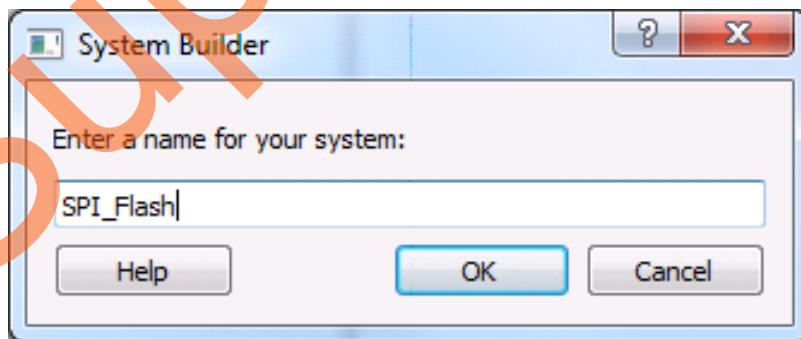 System Builder
Enter a name for your system:
SPI_Flash
Help
OK
Cancel